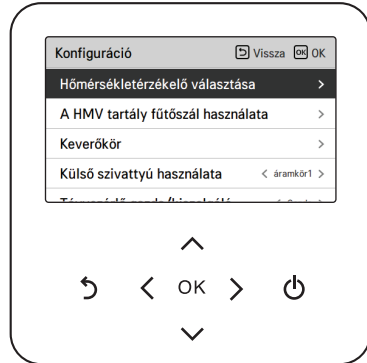 Konfiguráció Vissza OK OK
Hőmérsékletérzékelő választása
A HMV tartály fűtőszál használata
Keverőkör
Külső szivattyú használata áramkör1
OK